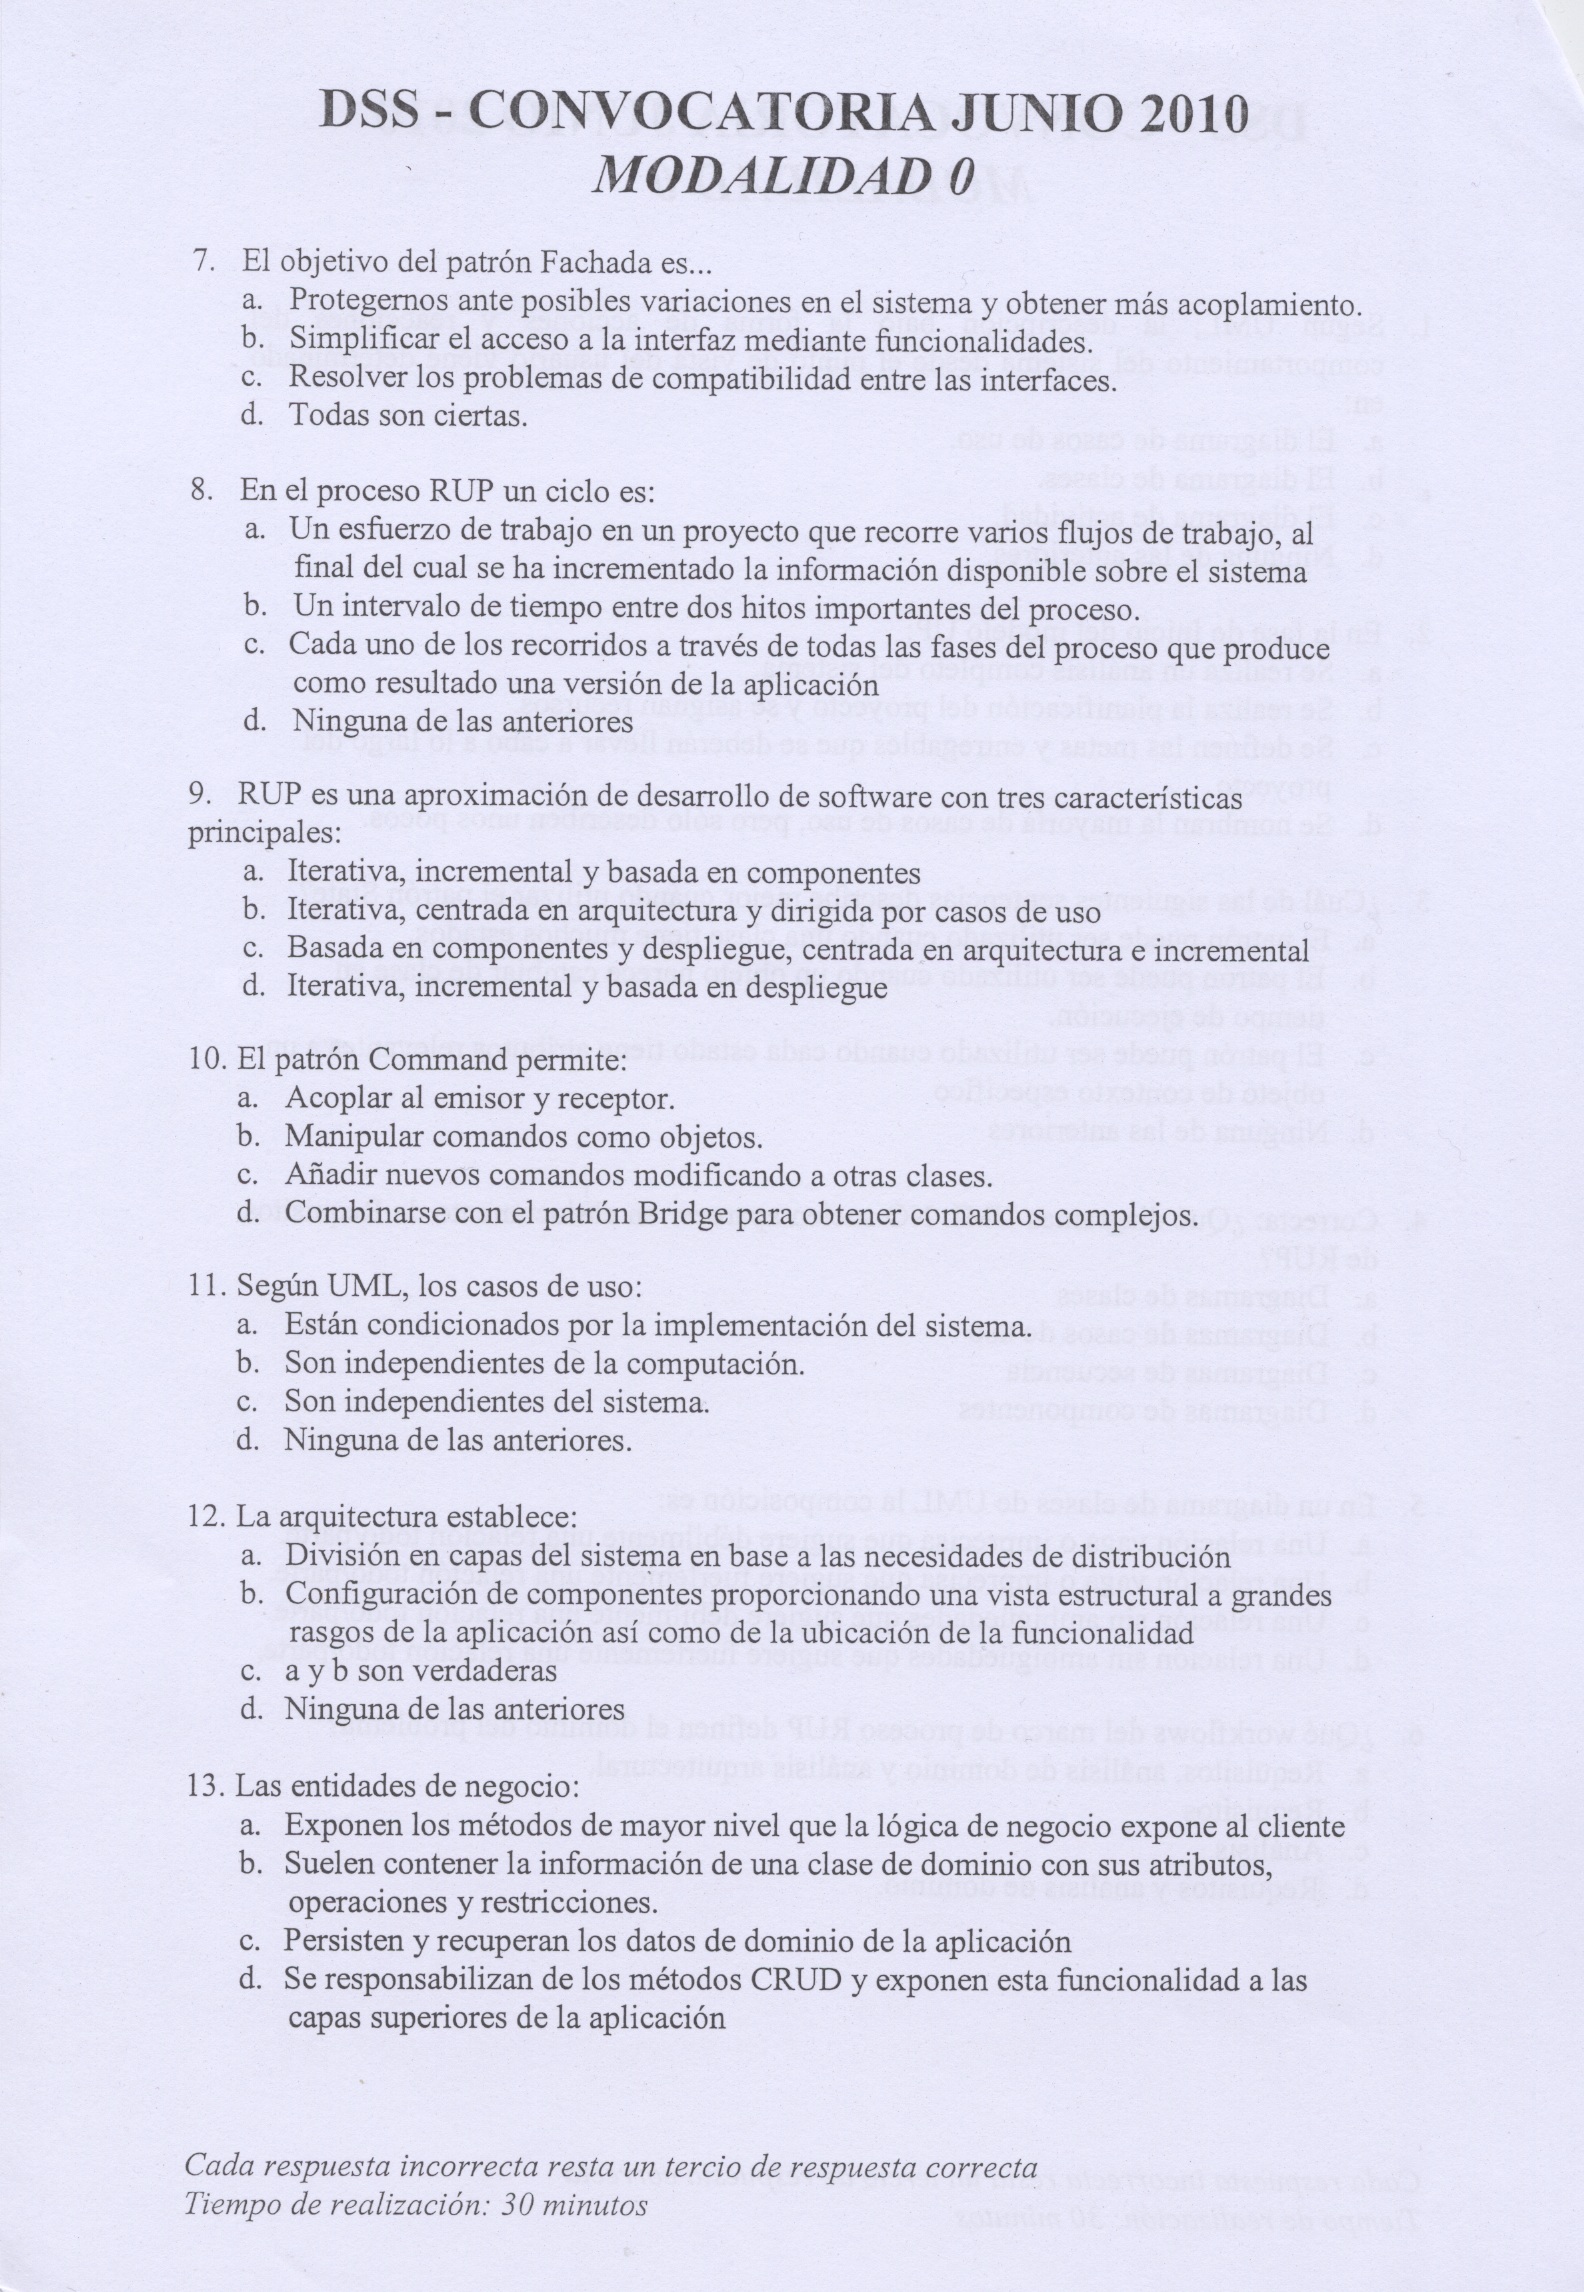 DSS - CONVOCATORIA JUNIO 2010
MODALIDAD 0
7. El objetivo del patrón Fachada es...
a. Protegernos ante posibles variaciones en el sistema y obtener más acoplamiento.
b. Simplificar el acceso a la interfaz mediante funcionalidades.
c. Resolver los problemas de compatibilidad entre las interfaces.
d. Todas son ciertas.
8. En el proceso RUP un ciclo es:
a. Un esfuerzo de trabajo en un proyecto que recorre varios flujos de trabajo, al
final del cual se ha incrementado la información disponible sobre el sistema
b. Un intervalo de tiempo entre dos hitos importantes del proceso.
c. Cada uno de los recorridos a través de todas las fases del proceso que produce
como resultado una versión de la aplicación
d. Ninguna de las anteriores
9. RUP es una aproximación de desarrollo de software con tres características
principales:
a. Iterativa, incremental y basada en componentes
b. Iterativa, centrada en arquitectura y dirigida por casos de uso
c. Basada en componentes y despliegue, centrada en arquitectura e incremental
d. Iterativa, incremental y basada en despliegue
10. El patrón Command permite:
a. Acoplar al emisor y receptor.
b. Manipular comandos como objetos.
c. Añadir nuevos comandos modificando a otras clases.
d. Combinarse con el patrón Bridge para obtener comandos complejos.
11. Según UML, los casos de uso:
a. Están condicionados por la implementación del sistema.
b. Son independientes de la computación.
c. Son independientes del sistema.
d. Ninguna de las anteriores.
12. La arquitectura establece:
a. División en capas del sistema en base a las necesidades de distribución
b. Configuración de componentes proporcionando una vista estructural a grandes
rasgos de la aplicación así como de la ubicación de la funcionalidad
c. a y b son verdaderas
d. Ninguna de las anteriores
13. Las entidades de negocio:
a. Exponen los métodos de mayor nivel que la lógica de negocio expone al cliente
b. Suelen contener la información de una clase de dominio con sus atributos,
operaciones y restricciones.
c. Persisten y recuperan los datos de dominio de la aplicación
d. Se responsabilizan de los métodos CRUD y exponen esta funcionalidad a las
capas superiores de la aplicación
Cada respuesta incorrecta resta un tercio de respuesta correcta
Tiempo de realización: 30 minutos